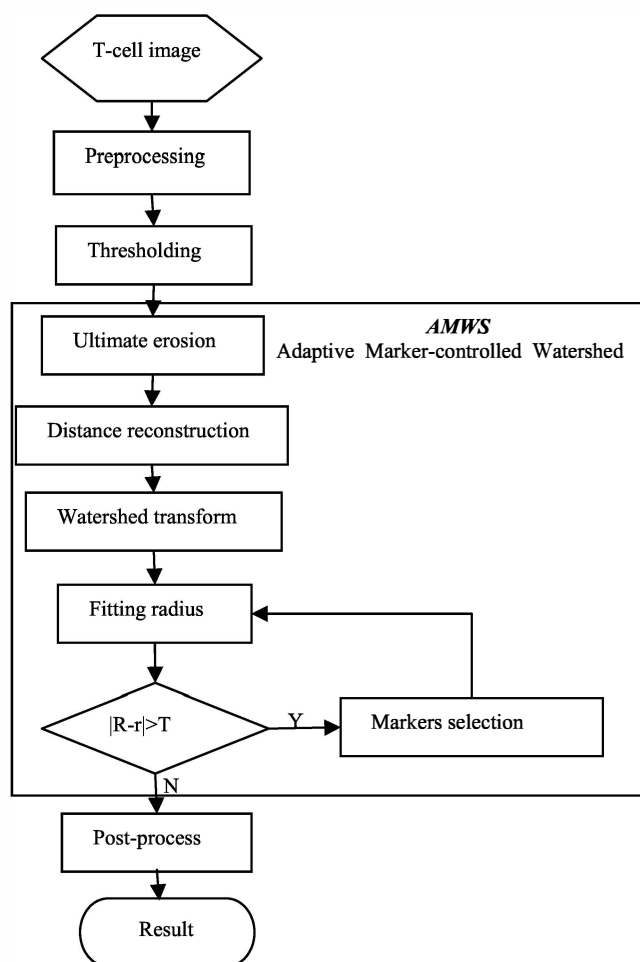 T-cell image
Preprocessing
Thresholding
AMWS
Adaptive Marker-controlled Watershed
Ultimate erosion
Distance reconstruction
Watershed transform
Fitting radius
|R-r|>T
Y
Markers selection
N
Post-process
Result